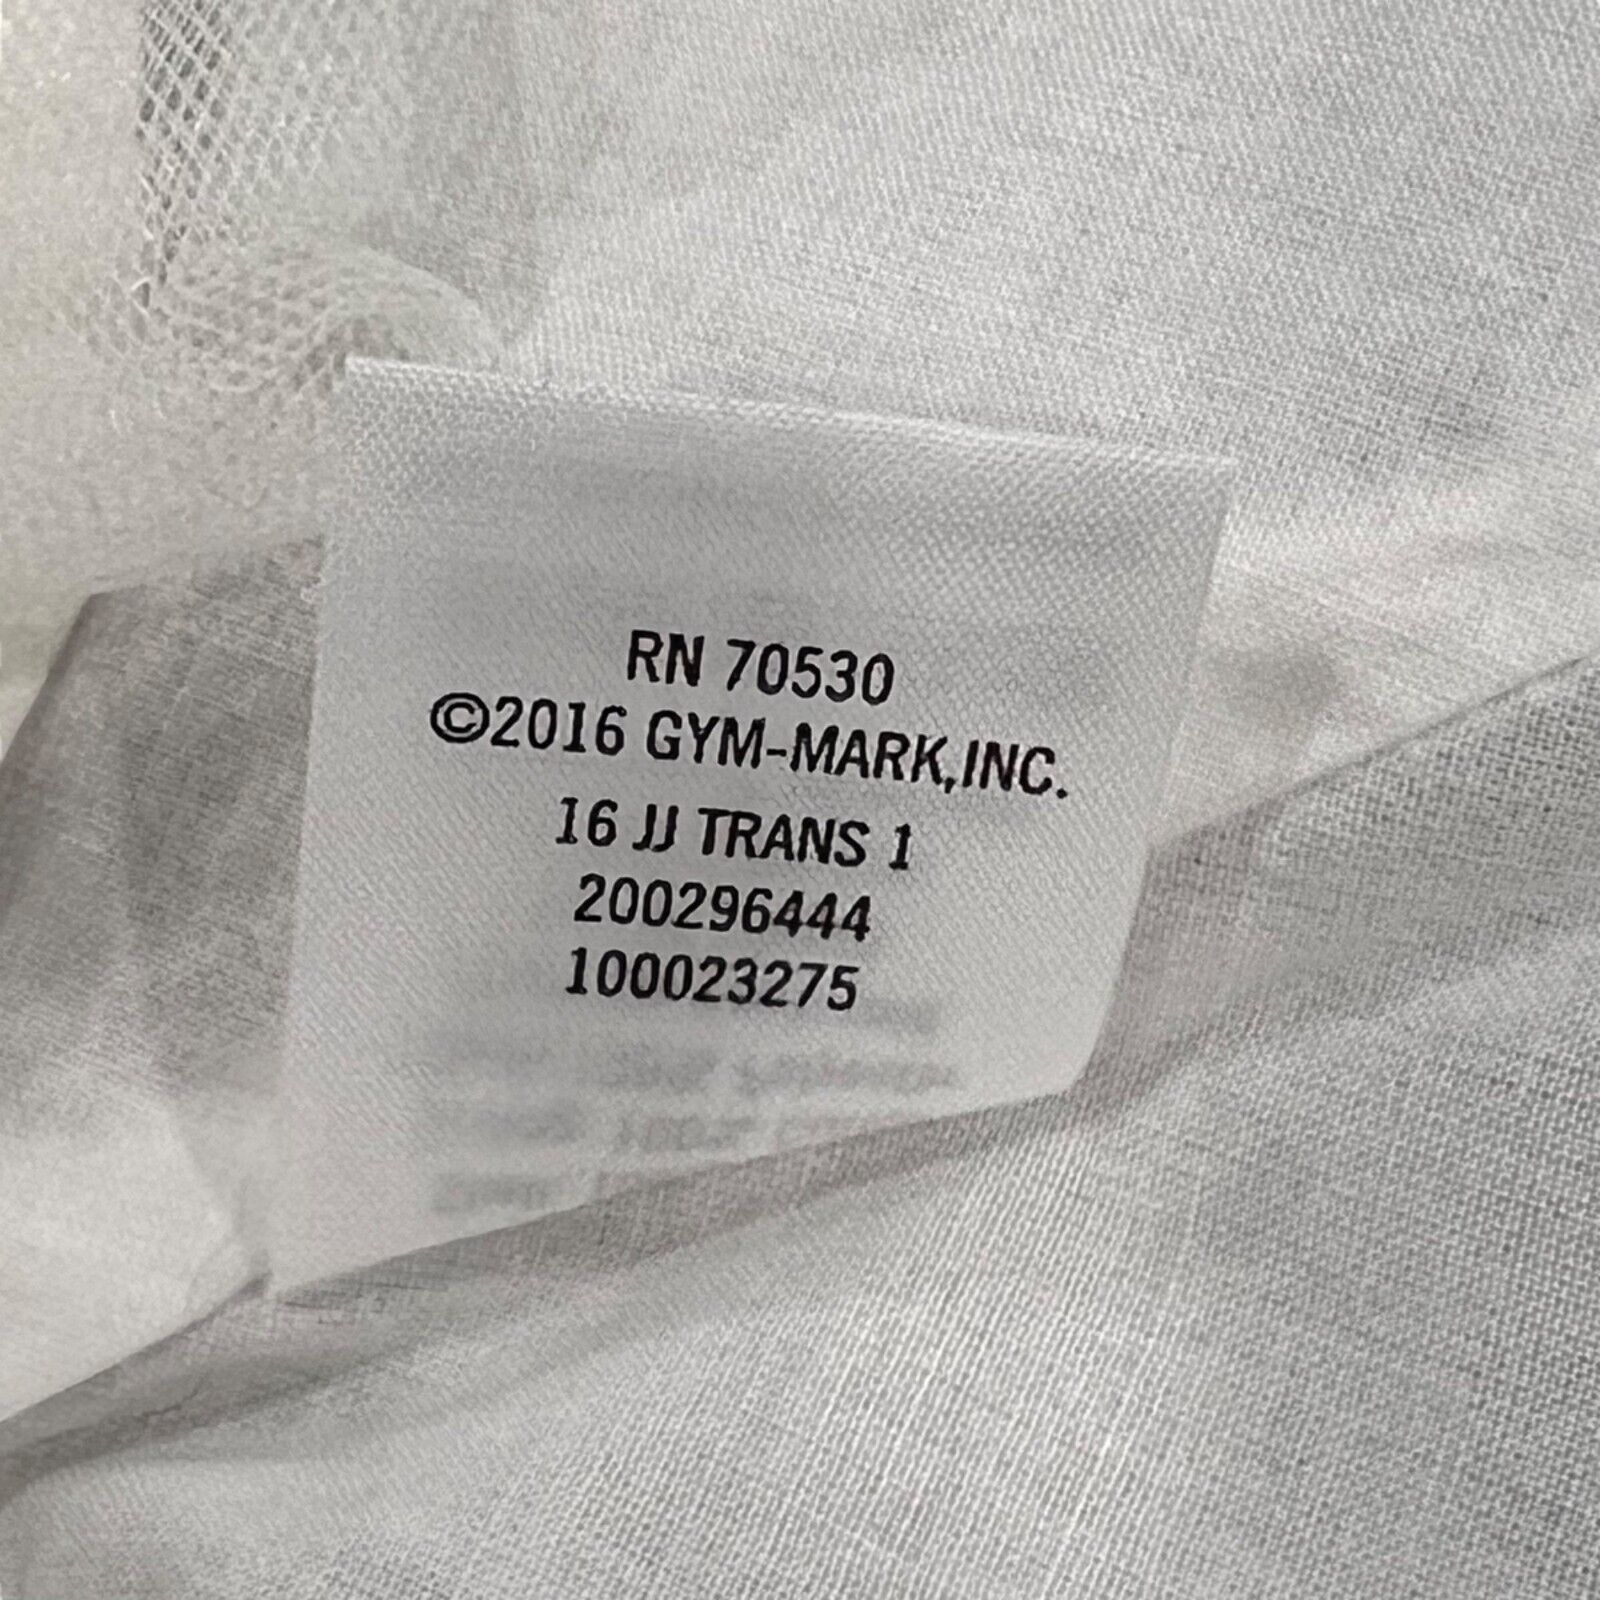 RN 70530
©2016 GYM-MARK,INC.
16 JJ TRANS 1
200296444
100023275